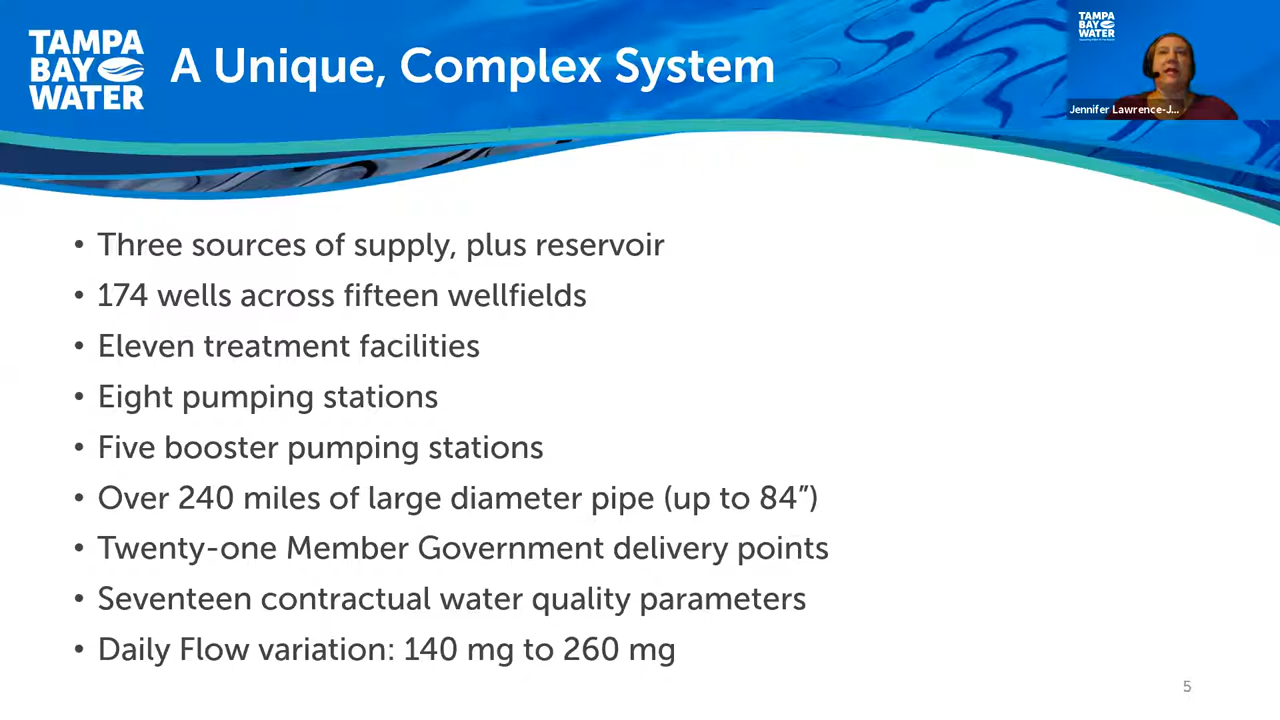 TAMPA
BAY
WATER
A Unique, Complex System
TAMPA
BAY
WATER
Jennifer Lawrence-J...
• Three sources of supply, plus reservoir
• 174 wells across fifteen wellfields
• Eleven treatment facilities
• Eight pumping stations
• Five booster pumping stations
• Over 240 miles of large diameter pipe (up to 84”)
• Twenty-one Member Government delivery points
• Seventeen contractual water quality parameters
• Daily Flow variation: 140 mg to 260 mg
5